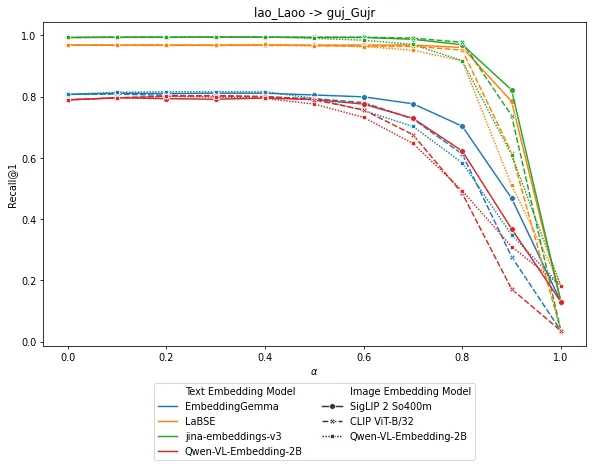 lao_Laoo -> guj_Gujr
1.0
0.8
0.6
0.4
0.2
0.0
Recall@1
0.0 0.2 0.4 0.6 0.8 1.0
α
Text Embedding Model Image Embedding Model
EmbeddingGemma SigLIP 2 So400m
LaBSE CLIP ViT-B/32
jina-embeddings-v3 Qwen-VL-Embedding-2B
Qwen-VL-Embedding-2B